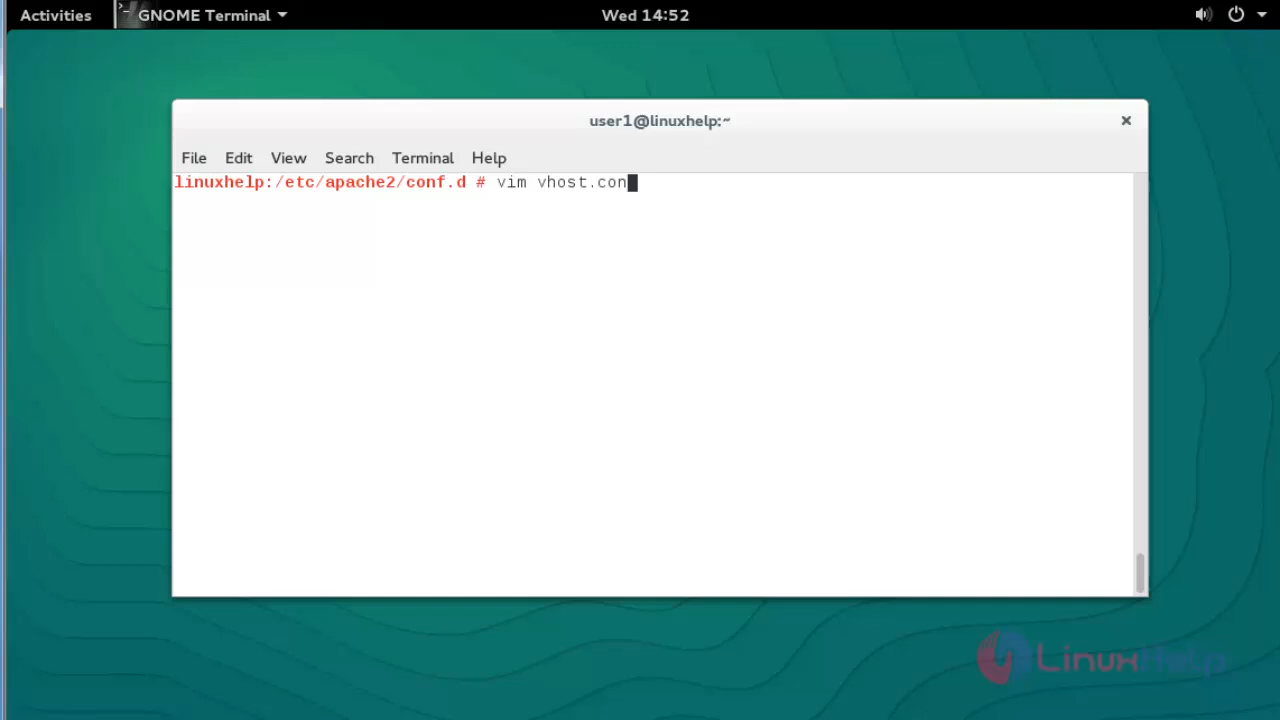 Activities GNOME Terminal Wed 14:52
user1@linuxhelp:~
File Edit View Search Terminal Help
linuxhelp:/etc/apache2/conf.d # vim vhost.con
LinuxHelp